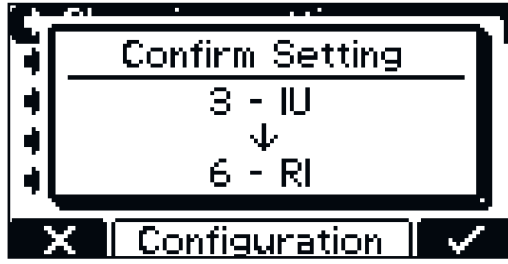 Confirm Setting
3 - IU
↓
6 - RI
Configuration